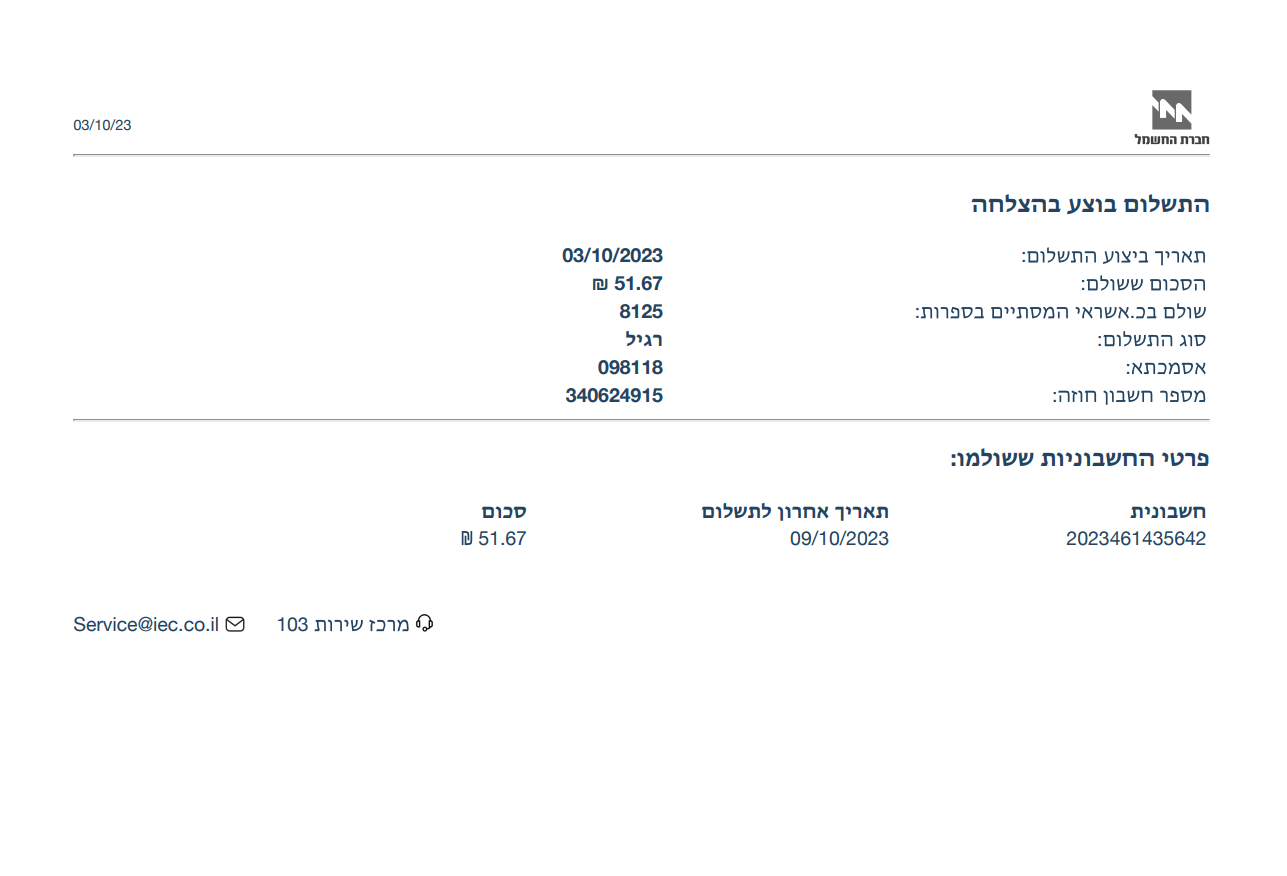 חברת החשמל
03/10/23
התשלום בוצע בהצלחה
תאריך ביצוע התשלום: 03/10/2023
הסכום ששולם: 51.67 ₪
שולם בכ.אשראי המסתיים בספרות: 8125
סוג התשלום: רגיל
אסמכתא: 098118
מספר חשבון חוזה: 340624915
פרטי החשבוניות ששולמו:
חשבונית תאריך אחרון לתשלום סכום
2023461435642 09/10/2023 51.67 ₪
מרכז שירות 103 Service@iec.co.il